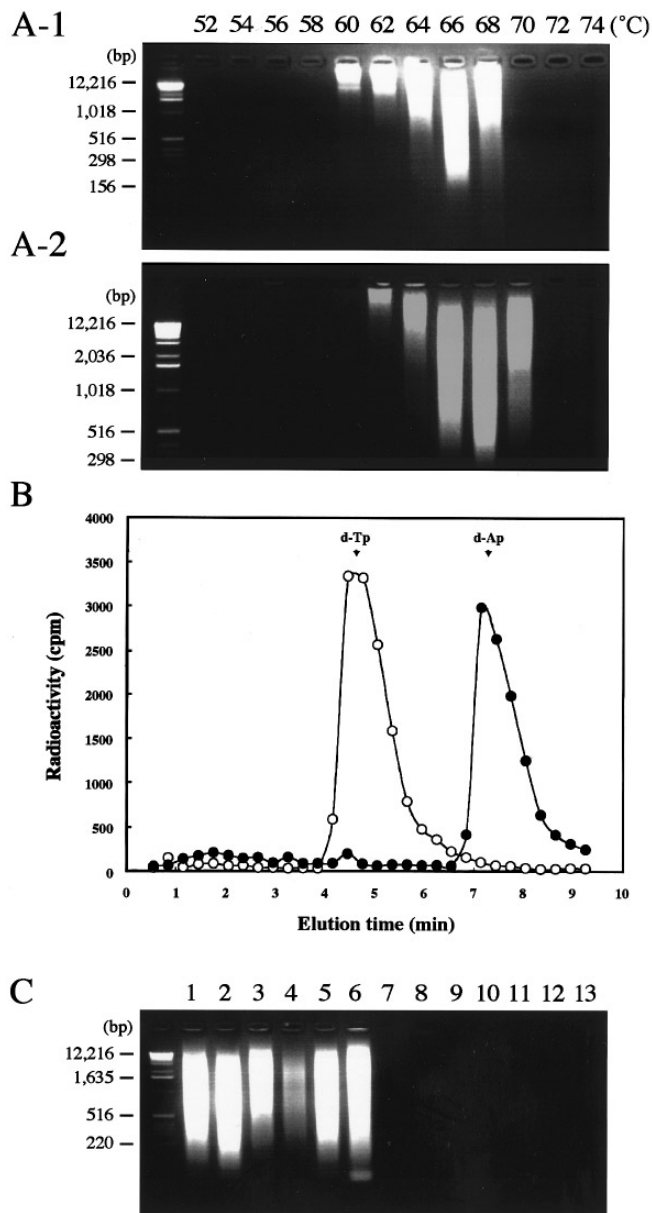 A-1 52 54 56 58 60 62 64 66 68 70 72 74 (°C)
(bp)
12,216
1,018
516
298
156
A-2
(bp)
12,216
2,036
1,018
516
298
B
4000
3500
3000
2500
2000
1500
1000
500
0
d-Tp d-Ap
Radioactivity (cpm)
0 1 2 3 4 5 6 7 8 9 10
Elution time (min)
C 1 2 3 4 5 6 7 8 9 10 11 12 13
(bp)
12,216
1,635
516
220